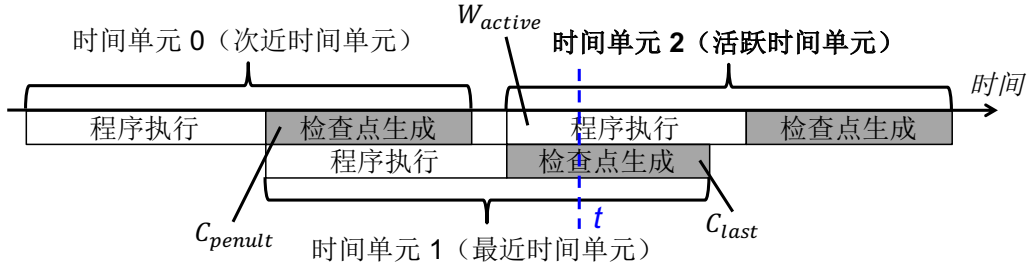 W_active
时间单元 0（次近时间单元）
时间单元 2（活跃时间单元）
时间
程序执行 检查点生成 程序执行 检查点生成
程序执行 检查点生成
C_penult
t
C_last
时间单元 1（最近时间单元）